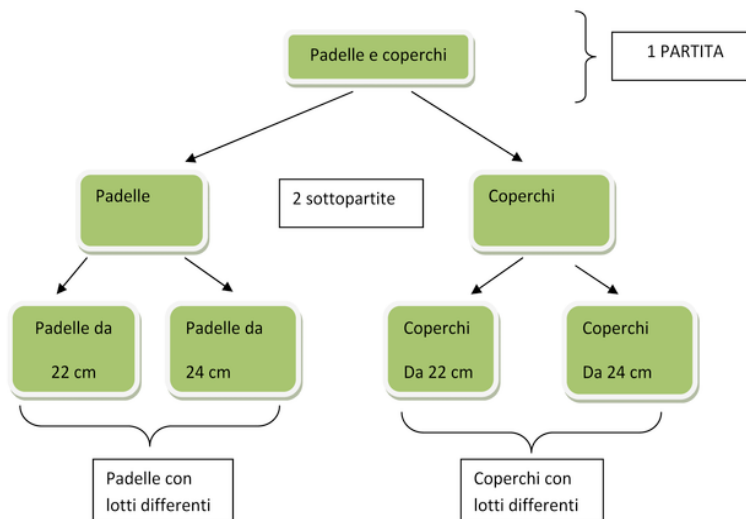 Padelle e coperchi
1 PARTITA
Padelle
2 sottopartite
Coperchi
Padelle da
22 cm
Padelle da
24 cm
Coperchi
Da 22 cm
Coperchi
Da 24 cm
Padelle con
lotti differenti
Coperchi con
lotti differenti